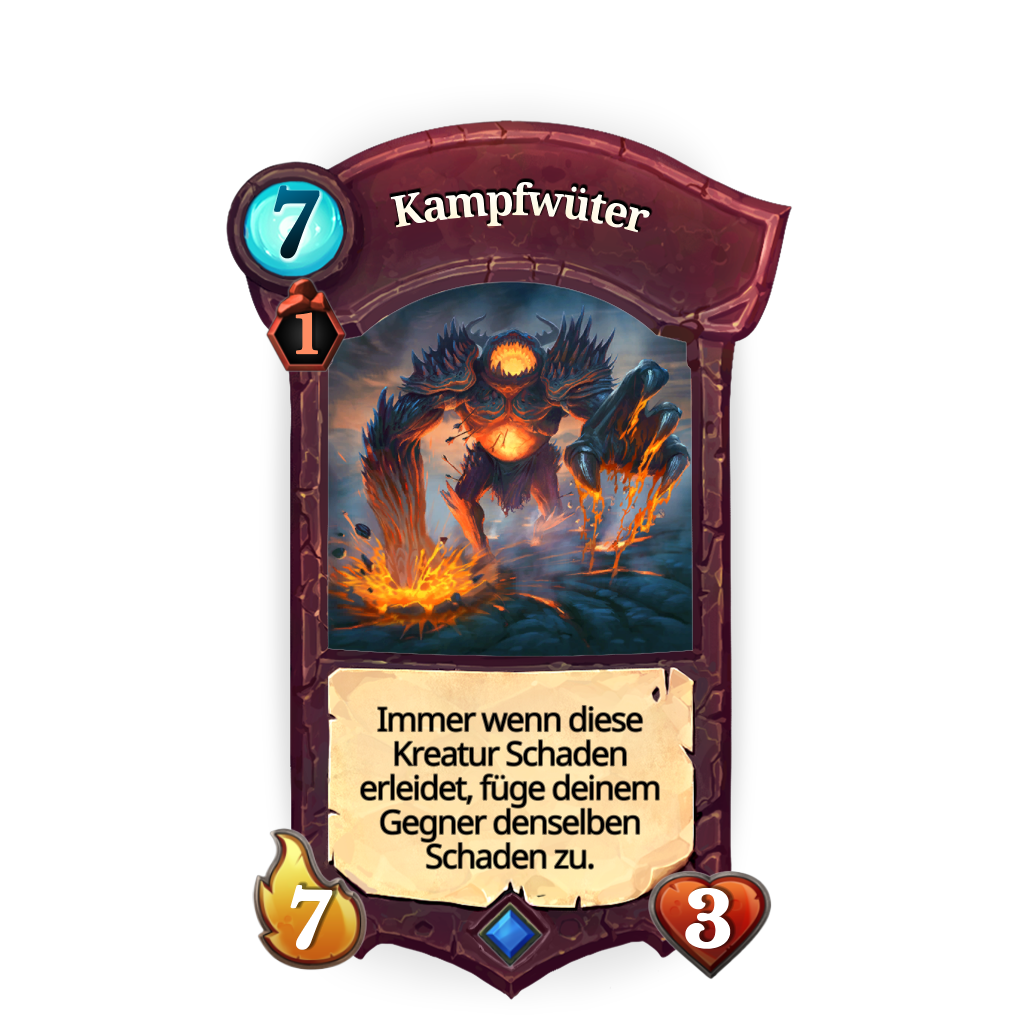 7
Kampfwüter
1
Immer wenn diese
Kreatur Schaden
erleidet, füge deinem
Gegner denselben
Schaden zu.
7
3